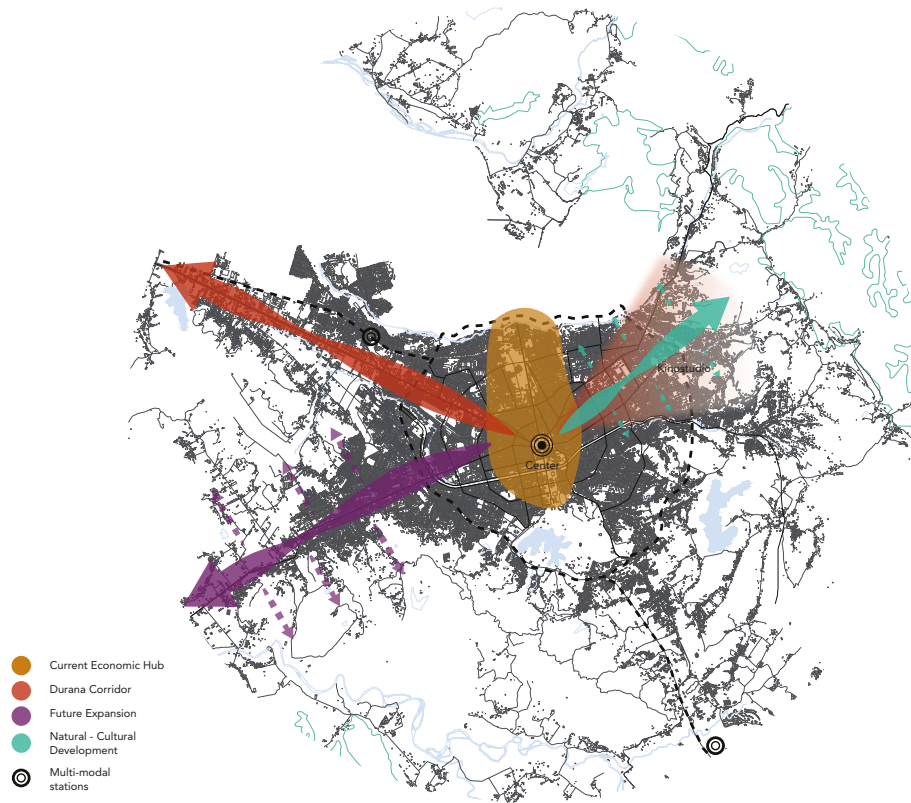 Kinostudio
Center
Current Economic Hub
Durana Corridor
Future Expansion
Natural - Cultural
Development
Multi-modal
stations